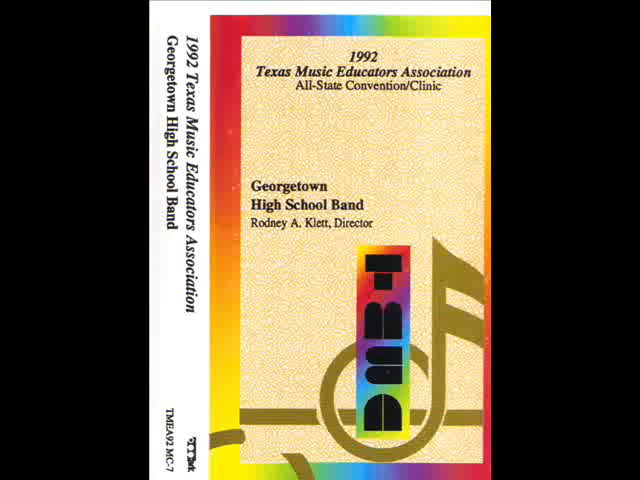 1992 Texas Music Educators Association
Georgetown High School Band
TMEA92 MC-7
1992
Texas Music Educators Association
All-State Convention/Clinic
Georgetown
High School Band
Rodney A. Klett, Director